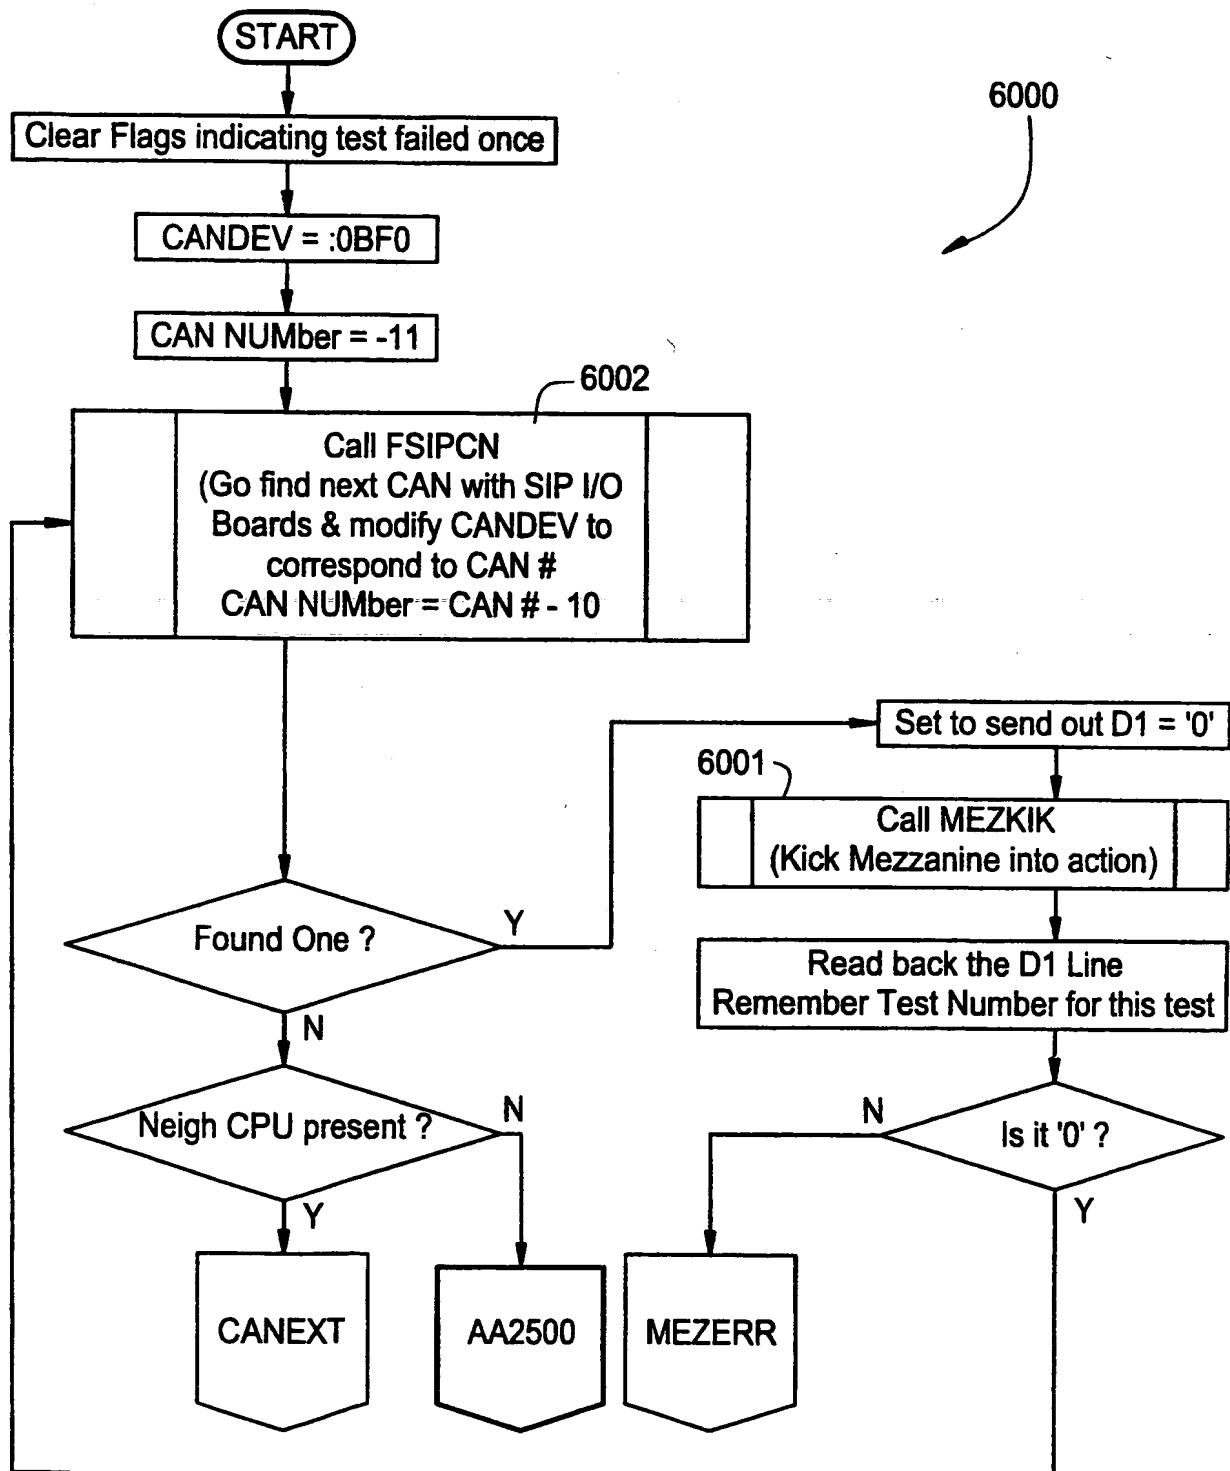 START
6000
Clear Flags indicating test failed once
CANDEV = :0BF0
CAN NUMber = -11
6002
Call FSIPCN
(Go find next CAN with SIP I/O
Boards & modify CANDEV to
correspond to CAN #
CAN NUMber = CAN # - 10
Set to send out D1 = '0'
6001
Call MEZKIK
(Kick Mezzanine into action)
Found One ?
Y
N
Read back the D1 Line
Remember Test Number for this test
Neigh CPU present ?
N
Y
Is it '0' ?
N
Y
CANEXT
AA2500
MEZERR